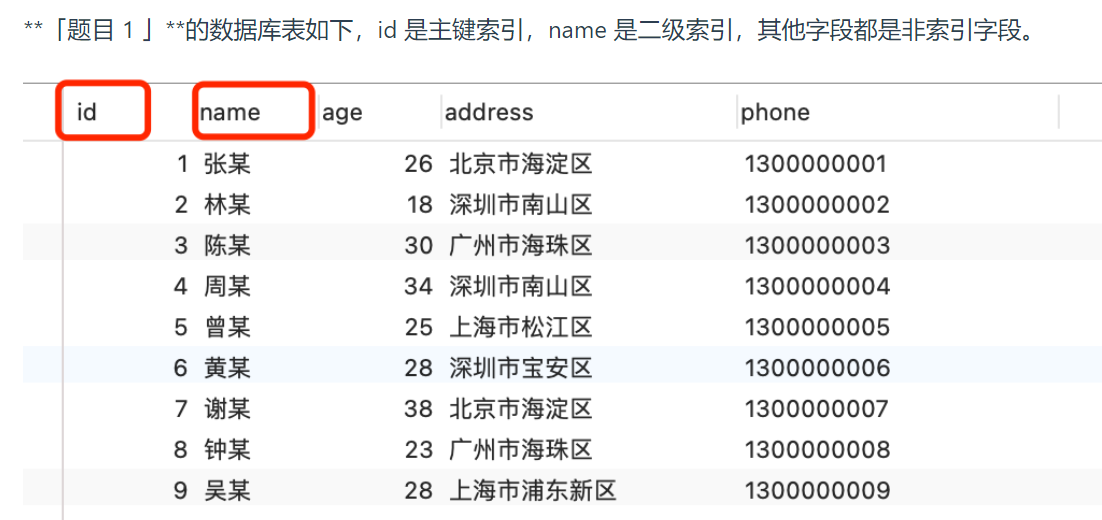 **「题目 1 」**的数据库表如下，id 是主键索引，name 是二级索引，其他字段都是非索引字段。
id name age address phone
1 张某 26 北京市海淀区 1300000001
2 林某 18 深圳市南山区 1300000002
3 陈某 30 广州市海珠区 1300000003
4 周某 34 深圳市南山区 1300000004
5 曾某 25 上海市松江区 1300000005
6 黄某 28 深圳市宝安区 1300000006
7 谢某 38 北京市海淀区 1300000007
8 钟某 23 广州市海珠区 1300000008
9 吴某 28 上海市浦东新区 1300000009